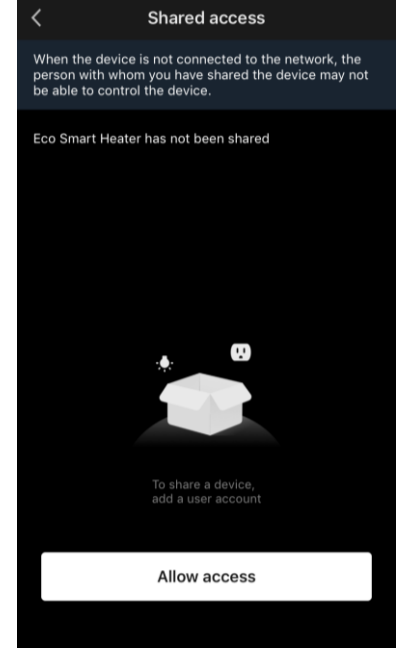 Shared access
When the device is not connected to the network, the
person with whom you have shared the device may not
be able to control the device.
Eco Smart Heater has not been shared
To share a device,
add a user account
Allow access